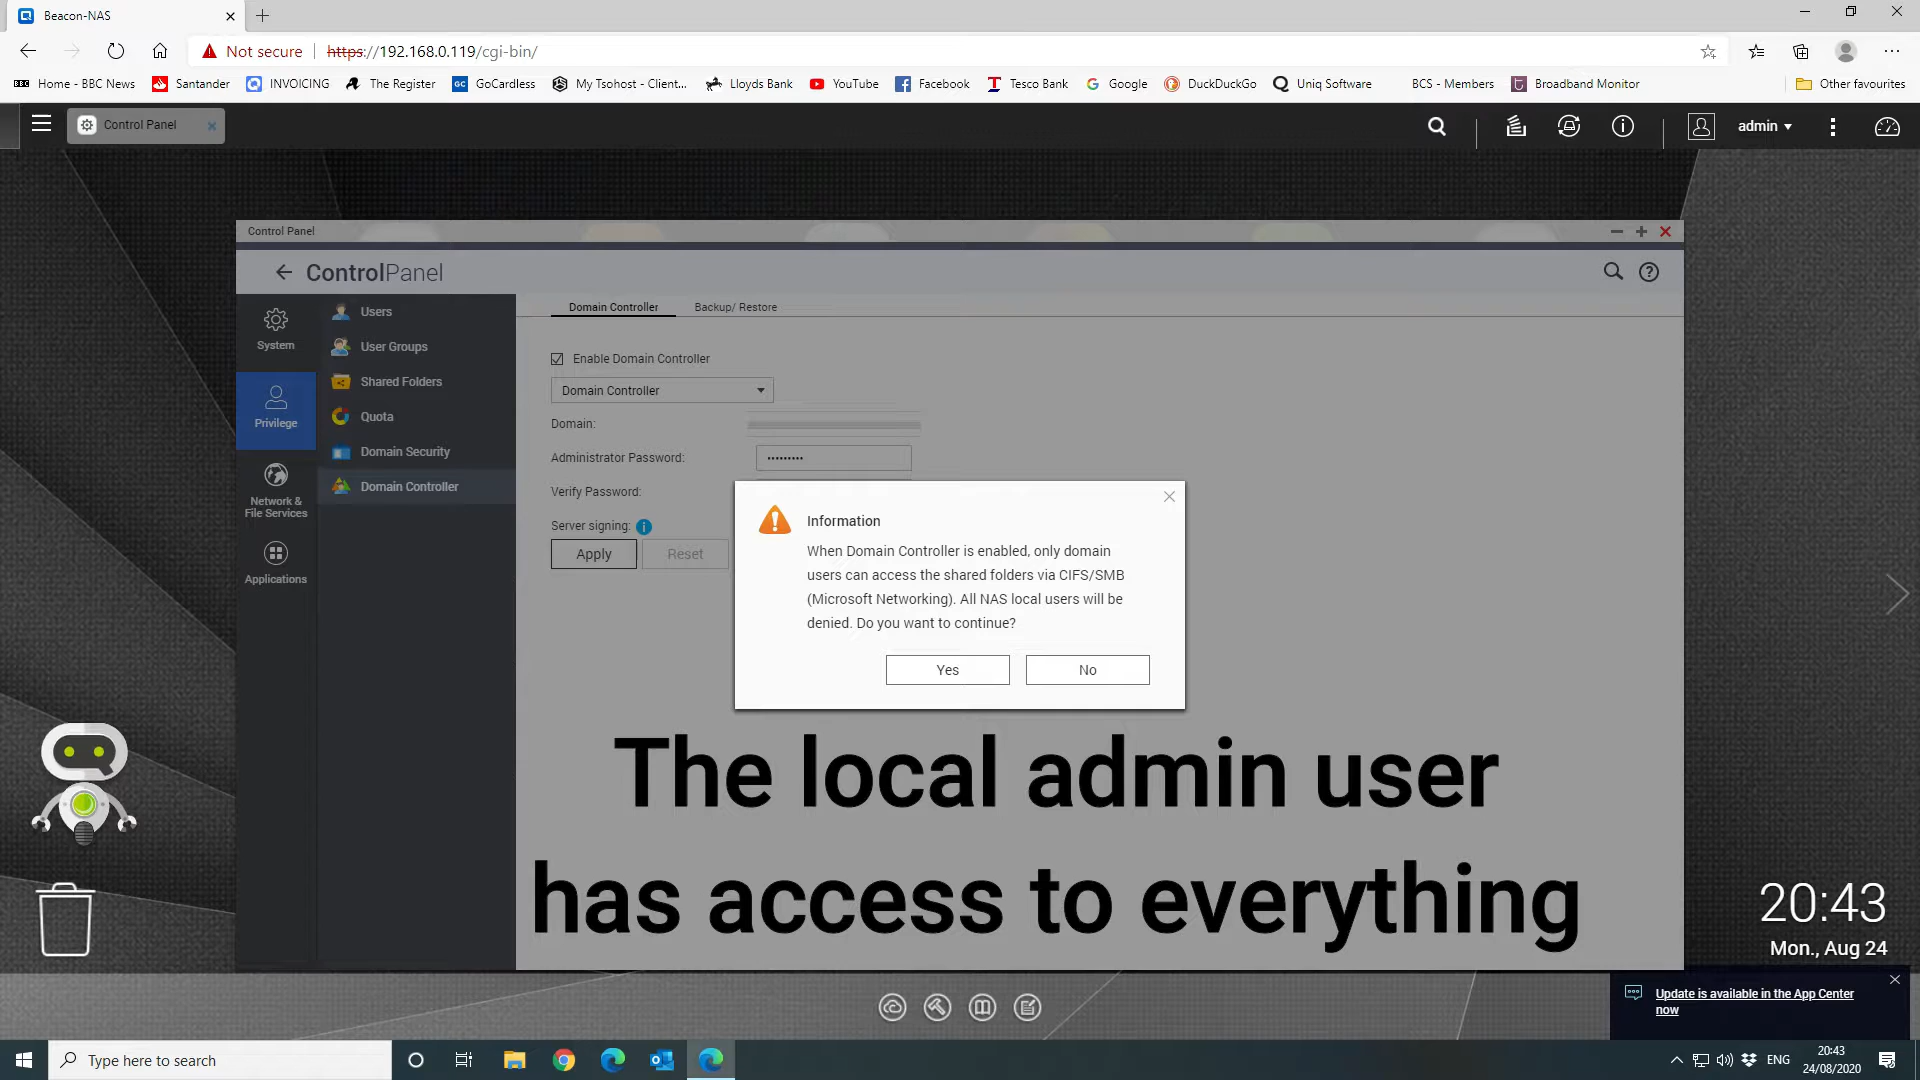 Beacon-NAS
Not secure
https://192.168.0.119/cgi-bin/
Home - BBC News
Santander
INVOICING
The Register
GoCardless
My Tsohost - Client...
Lloyds Bank
YouTube
Facebook
Tesco Bank
Google
DuckDuckGo
Uniq Software
BCS - Members
Broadband Monitor
Other favourites
Control Panel
admin
Control Panel
ControlPanel
System
Privilege
Network &
File Services
Applications
Users
User Groups
Shared Folders
Quota
Domain Security
Domain Controller
Domain Controller
Backup/ Restore
Enable Domain Controller
Domain Controller
Domain:
Administrator Password:
Verify Password:
Server signing:
Apply
Reset
Information
When Domain Controller is enabled, only domain
users can access the shared folders via CIFS/SMB
(Microsoft Networking). All NAS local users will be
denied. Do you want to continue?
Yes
No
The local admin user
has access to everything
20:43
Mon., Aug 24
Update is available in the App Center
now
Type here to search
ENG
20:43
24/08/2020